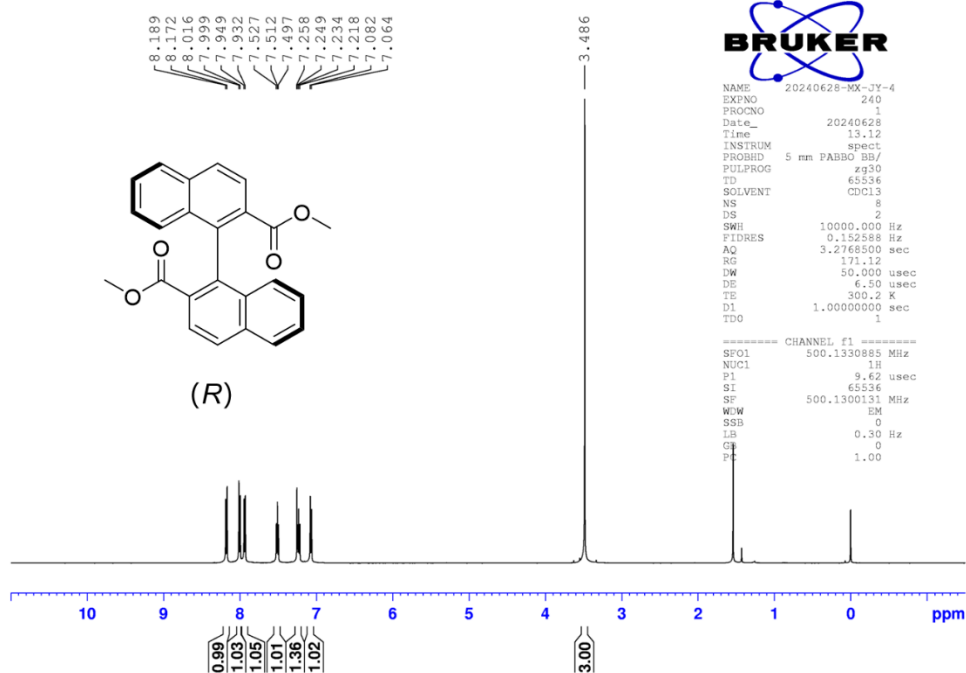 8.189
8.172
8.016
7.999
7.949
7.932
7.527
7.512
7.497
7.258
7.249
7.234
7.218
7.082
7.064
3.486
BRUKER
NAME 20240628-MX-JY-4
EXPNO 240
PROCNO 1
Date_ 20240628
Time 13.12
INSTRUM spect
PROBHD 5 mm PABBO BB/
PULPROG zg30
TD 65536
SOLVENT CDCl3
NS 8
DS 2
SWH 10000.000 Hz
FIDRES 0.152588 Hz
AQ 3.2768500 sec
RG 171.12
DW 50.000 usec
DE 6.50 usec
TE 300.2 K
D1 1.00000000 sec
TD0 1
======== CHANNEL f1 ========
SFO1 500.1330885 MHz
NUC1 1H
P1 9.62 usec
SI 65536
SF 500.1300131 MHz
WDW EM
SSB 0
LB 0.30 Hz
GB 0
PC 1.00
O
O
O
O
(R)
10 9 8 7 6 5 4 3 2 1 0 ppm
0.99
1.03
1.05
1.01
1.36
1.02
3.00